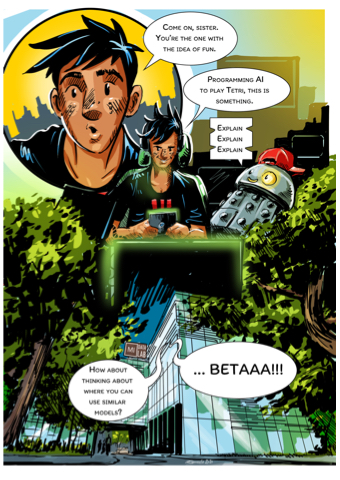 Come on, sister.
You're the one with
the idea of fun.
Programming AI
to play Tetri, this is
something.
Explain
Explain
Explain
How about
thinking about
where you can
use similar
models?
... BETAAA!!!